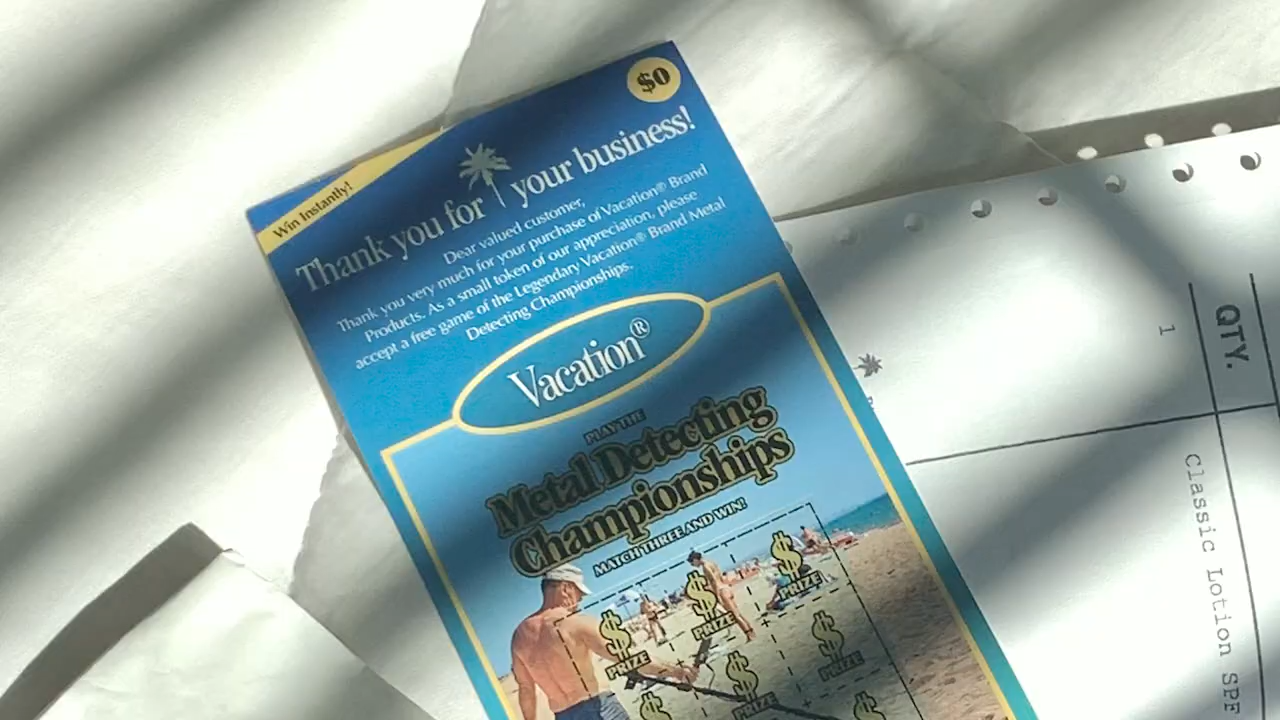 $0
Win Instantly!
Thank you for your business!
Dear valued customer,
Thank you very much for your purchase of Vacation® Brand
Products. As a small token of our appreciation, please
accept a free game of the Legendary Vacation® Brand Metal
Detecting Championships.
Vacation®
PLAY THE
Metal Detecting
Championships
MATCH THREE AND WIN!
$ $ $
PRIZE PRIZE PRIZE
$ $ $
PRIZE PRIZE
$
QTY.
1
Classic Lotion SPF